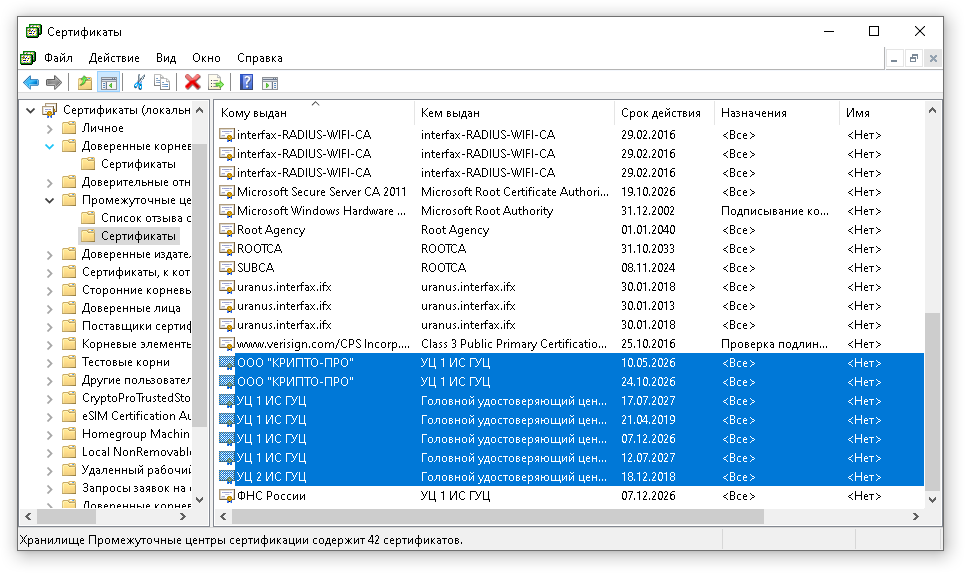 Сертификаты
Файл Действие Вид Окно Справка
Сертификаты (локальн
Личное
Доверенные корнев
Сертификаты
Доверительные отн
Промежуточные це
Список отзыва с
Сертификаты
Доверенные издател
Сертификаты, к кот
Сторонние корневы
Доверенные лица
Поставщики сертиф
Корневые элементы
Тестовые корни
Другие пользовател
CryptoProTrustedSto
eSIM Certification Au
Homegroup Machin
Local NonRemovabl
Удаленный рабочий
Запросы заявок на с
Доверенные корнев
Кому выдан Кем выдан Срок действия Назначения Имя
interfax-RADIUS-WIFI-CA interfax-RADIUS-WIFI-CA 29.02.2016 <Все> <Нет>
interfax-RADIUS-WIFI-CA interfax-RADIUS-WIFI-CA 29.02.2016 <Все> <Нет>
interfax-RADIUS-WIFI-CA interfax-RADIUS-WIFI-CA 29.02.2016 <Все> <Нет>
Microsoft Secure Server CA 2011 Microsoft Root Certificate Authori... 19.10.2026 <Все> <Нет>
Microsoft Windows Hardware ... Microsoft Root Authority 31.12.2002 Подписывание ко... <Нет>
Root Agency Root Agency 01.01.2040 <Все> <Нет>
ROOTCA ROOTCA 31.10.2033 <Все> <Нет>
SUBCA ROOTCA 08.11.2024 <Все> <Нет>
uranus.interfax.ifx uranus.interfax.ifx 30.01.2018 <Все> <Нет>
uranus.interfax.ifx uranus.interfax.ifx 30.01.2013 <Все> <Нет>
uranus.interfax.ifx uranus.interfax.ifx 30.01.2018 <Все> <Нет>
www.verisign.com/CPS Incorp.... Class 3 Public Primary Certificatio... 25.10.2016 Проверка подлин... <Нет>
ООО "КРИПТО-ПРО" УЦ 1 ИС ГУЦ 10.05.2026 <Все> <Нет>
ООО "КРИПТО-ПРО" УЦ 1 ИС ГУЦ 24.10.2026 <Все> <Нет>
УЦ 1 ИС ГУЦ Головной удостоверяющий цен... 17.07.2027 <Все> <Нет>
УЦ 1 ИС ГУЦ Головной удостоверяющий цен... 21.04.2019 <Все> <Нет>
УЦ 1 ИС ГУЦ Головной удостоверяющий цен... 07.12.2026 <Все> <Нет>
УЦ 1 ИС ГУЦ Головной удостоверяющий цен... 12.07.2027 <Все> <Нет>
УЦ 2 ИС ГУЦ Головной удостоверяющий цен... 18.12.2018 <Все> <Нет>
ФНС России УЦ 1 ИС ГУЦ 07.12.2026 <Все> <Нет>
Хранилище Промежуточные центры сертификации содержит 42 сертификатов.